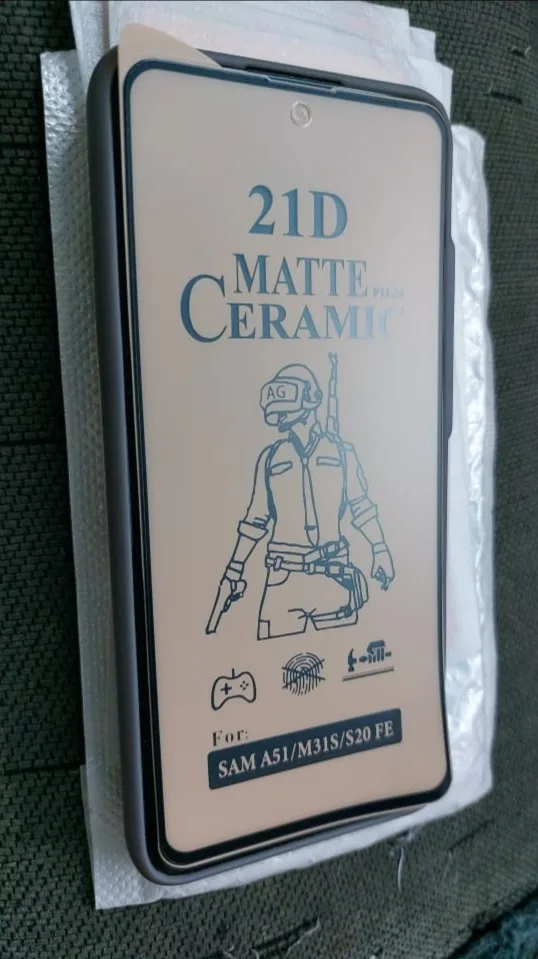 21D
MATTE
CERAMIC
AG
For:
SAM A51/M31S/S20 FE